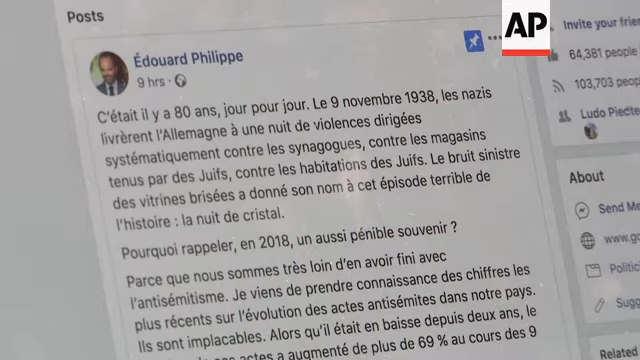 Posts
Édouard Philippe
9 hrs ·
C'était il y a 80 ans, jour pour jour. Le 9 novembre 1938, les nazis
livrèrent l'Allemagne à une nuit de violences dirigées
systématiquement contre les synagogues, contre les magasins
tenus par des Juifs, contre les habitations des Juifs. Le bruit sinistre
des vitrines brisées a donné son nom à cet épisode terrible de
l'histoire : la nuit de cristal.
Pourquoi rappeler, en 2018, un aussi pénible souvenir ?
Parce que nous sommes très loin d'en avoir fini avec
l'antisémitisme. Je viens de prendre connaissance des chiffres les
plus récents sur l'évolution des actes antisémites dans notre pays.
Ils sont implacables. Alors qu'il était en baisse depuis deux ans, le
actes a augmenté de plus de 69 % au cours des 9
AP
Invite your frien
64,381 people
103,703 peop
Ludo Piedte
About
Send Me
www.go
Politici
Sugg
Related